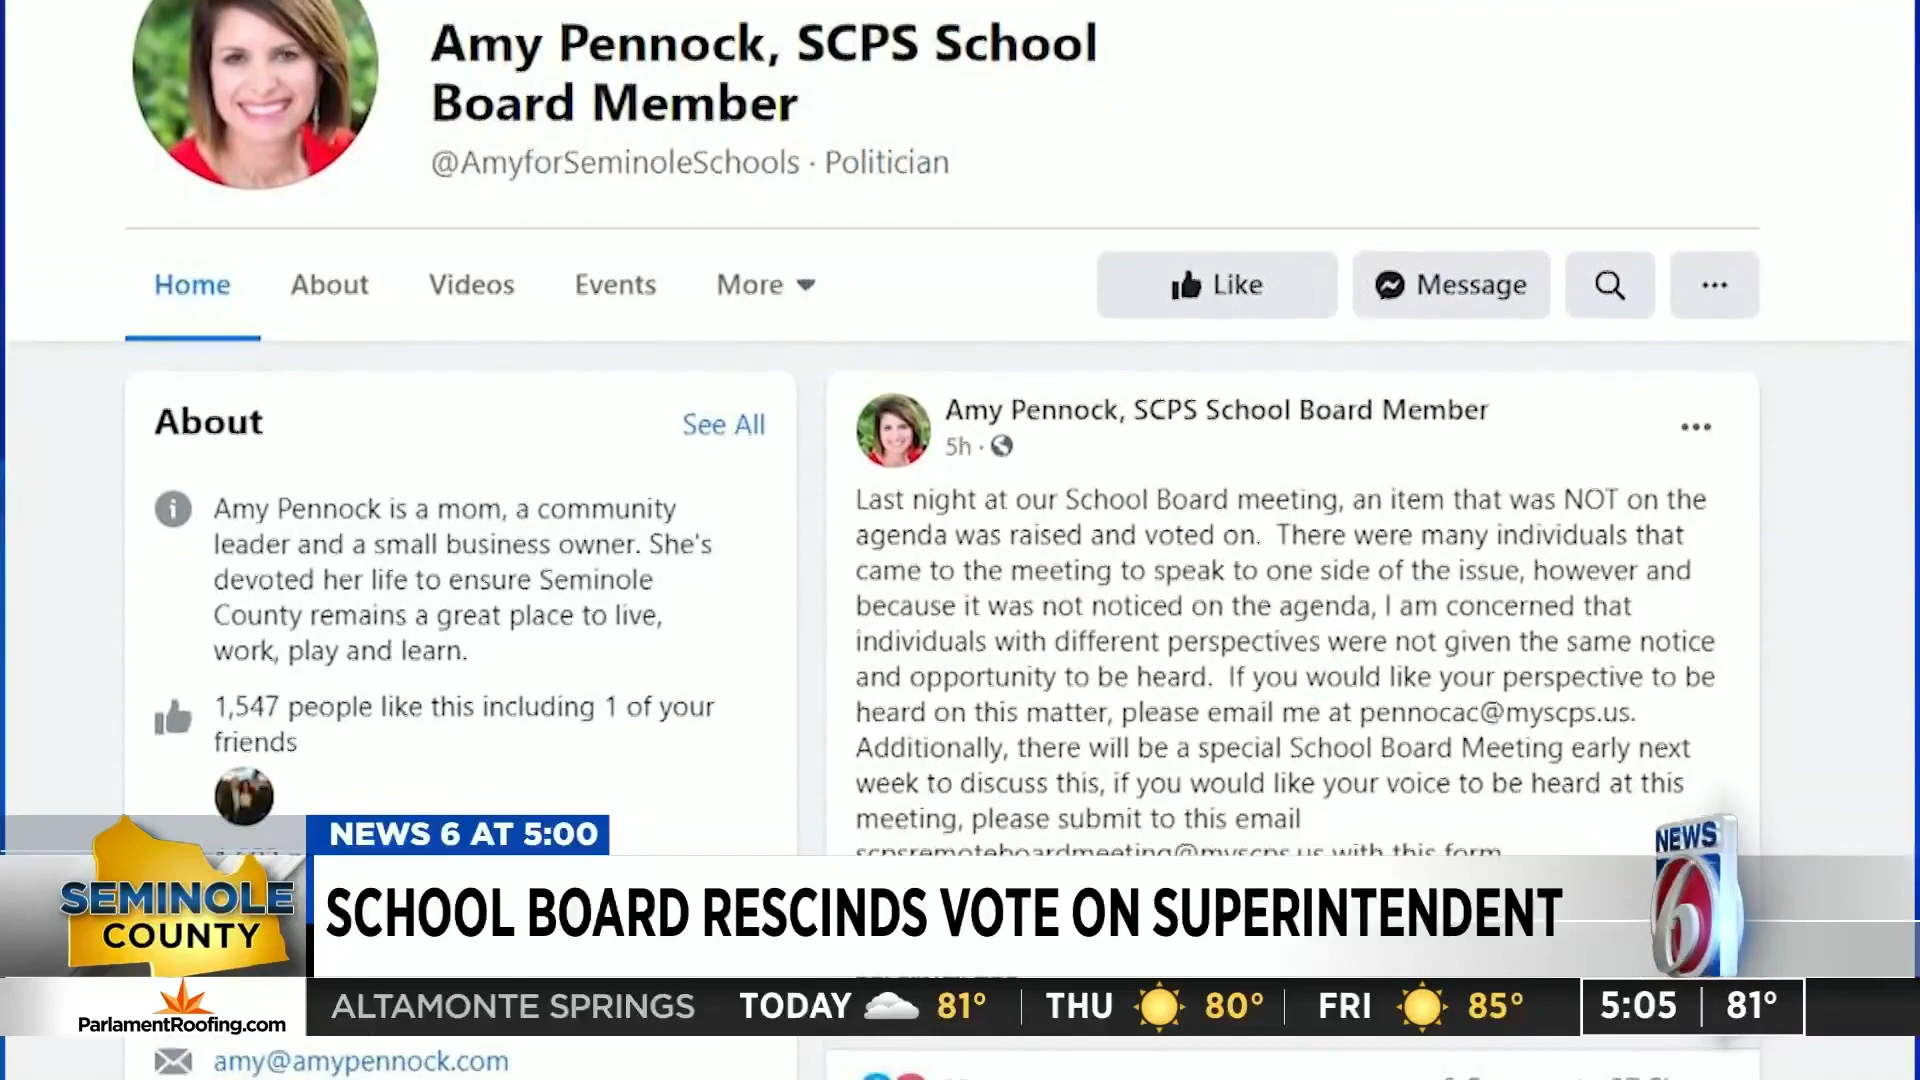 Amy Pennock, SCPS School
Board Member
@AmyforSeminoleSchools · Politician
Home
About
Videos
Events
More
Like
Message
About
See All
Amy Pennock is a mom, a community
leader and a small business owner. She's
devoted her life to ensure Seminole
County remains a great place to live,
work, play and learn.
1,547 people like this including 1 of your
friends
Amy Pennock, SCPS School Board Member
5h ·
Last night at our School Board meeting, an item that was NOT on the
agenda was raised and voted on. There were many individuals that
came to the meeting to speak to one side of the issue, however and
because it was not noticed on the agenda, I am concerned that
individuals with different perspectives were not given the same notice
and opportunity to be heard. If you would like your perspective to be
heard on this matter, please email me at pennocac@myscps.us.
Additionally, there will be a special School Board Meeting early next
week to discuss this, if you would like your voice to be heard at this
meeting, please submit to this email
scpsremoteboardmeeting@myscps.us with this form
NEWS 6 AT 5:00
SEMINOLE
COUNTY
SCHOOL BOARD RESCINDS VOTE ON SUPERINTENDENT
NEWS
6
ParlamentRoofing.com
ALTAMONTE SPRINGS
TODAY 81°
THU 80°
FRI 85°
5:05
81°
amy@amypennock.com